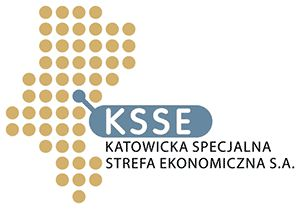 KSSE
KATOWICKA SPECJALNA
STREFA EKONOMICZNA S.A.